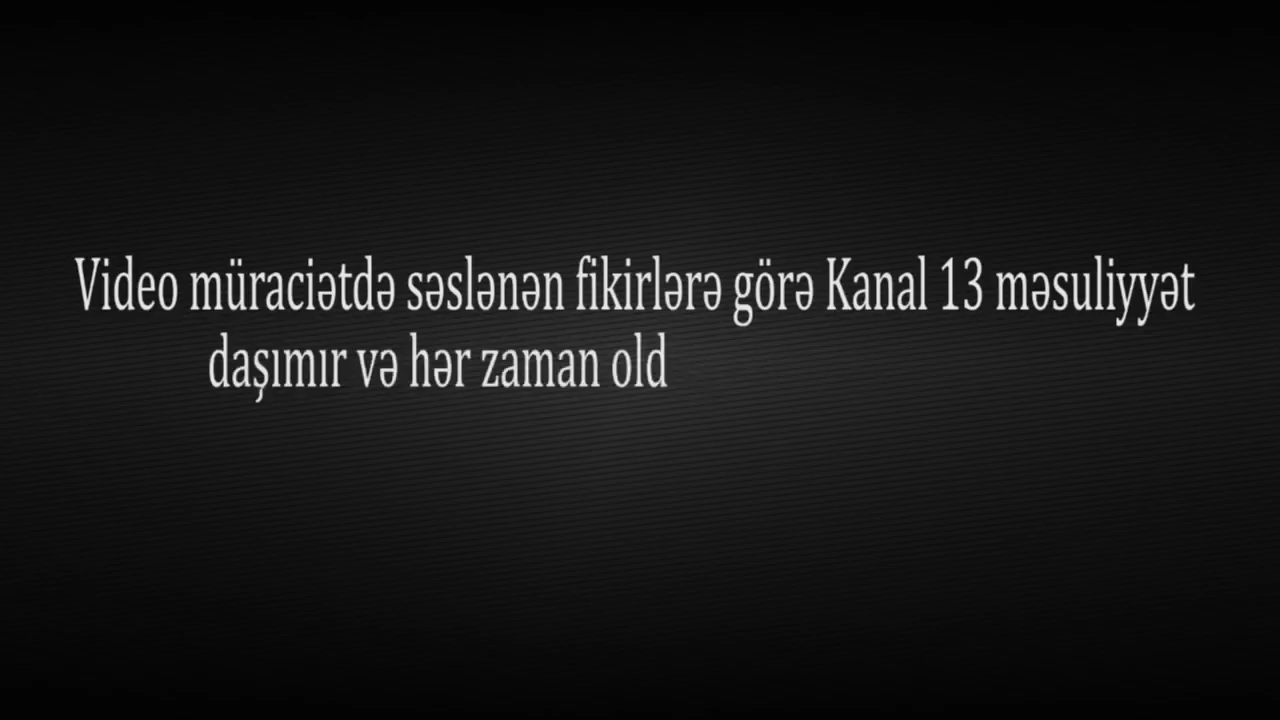 Video müraciətdə səslənən fikirlərə görə Kanal 13 məsuliyyət
daşımır və hər zaman old